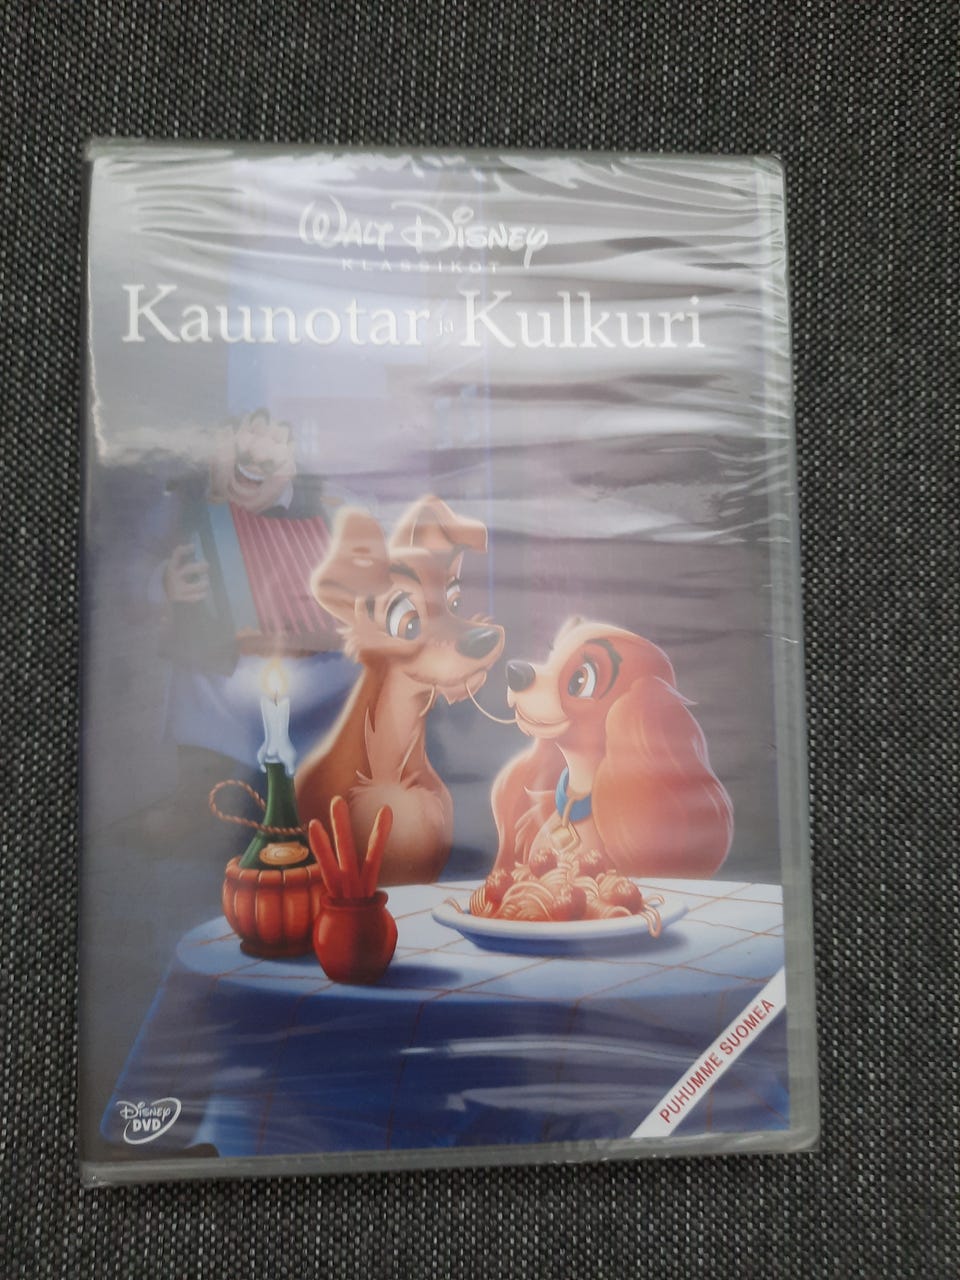 Walt Disney
KLASSIKOT
Kaunotar ja Kulkuri
PUHUMME SUOMEA
Disney
DVD